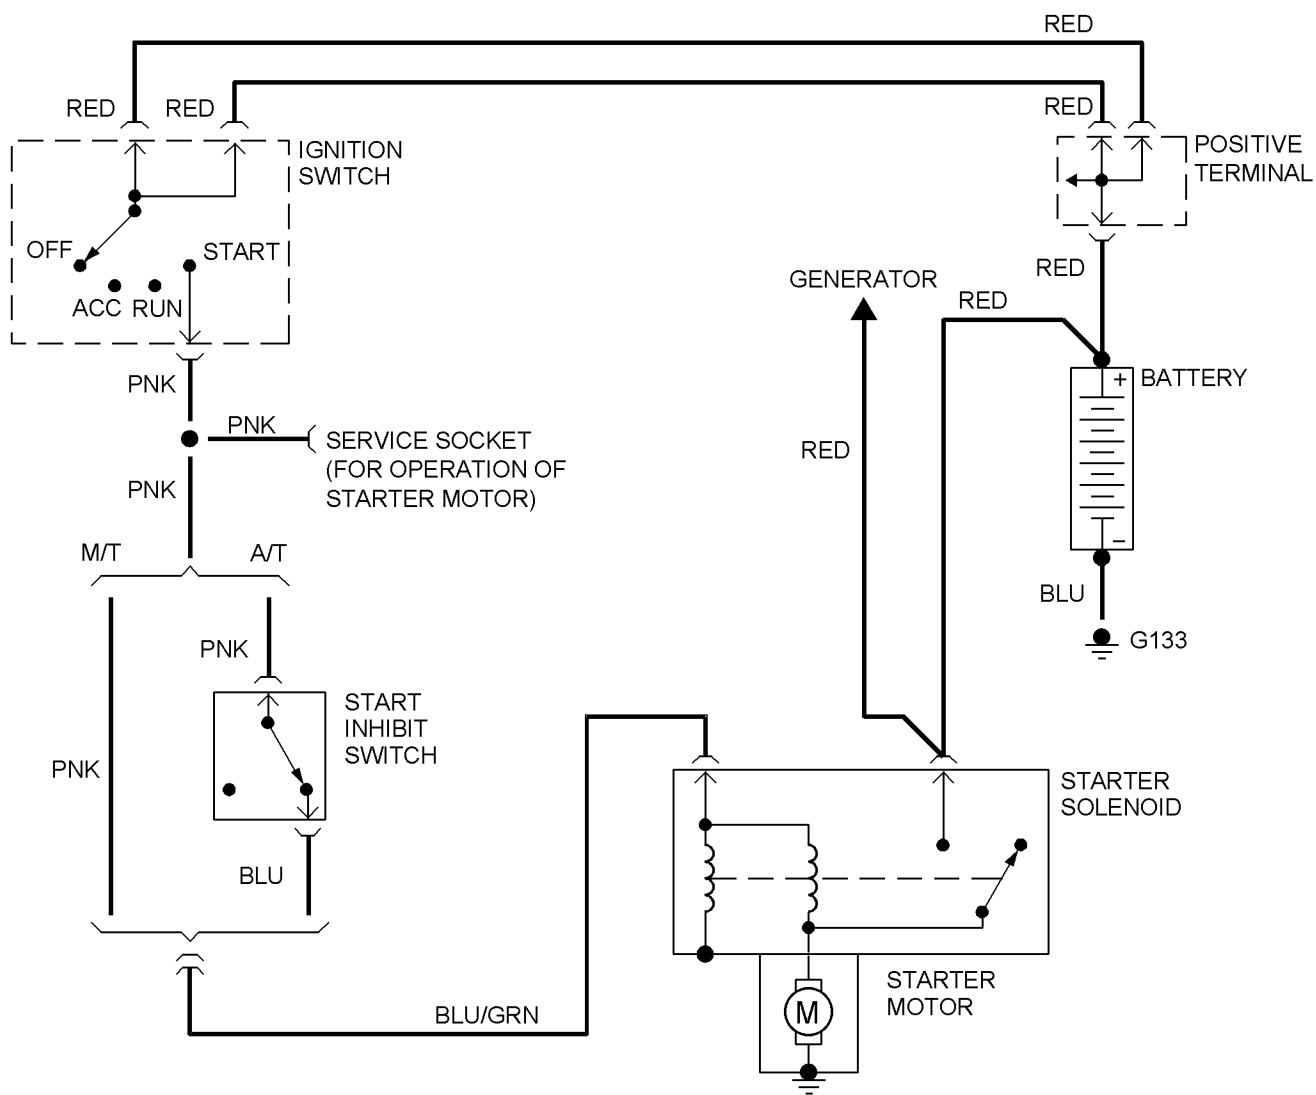 RED
RED
RED
RED
IGNITION
SWITCH
POSITIVE
TERMINAL
OFF
START
ACC
RUN
RED
GENERATOR
RED
PNK
+
BATTERY
PNK
SERVICE SOCKET
(FOR OPERATION OF
STARTER MOTOR)
RED
PNK
−
M/T
A/T
BLU
G133
PNK
START
INHIBIT
SWITCH
PNK
STARTER
SOLENOID
BLU
STARTER
MOTOR
M
BLU/GRN